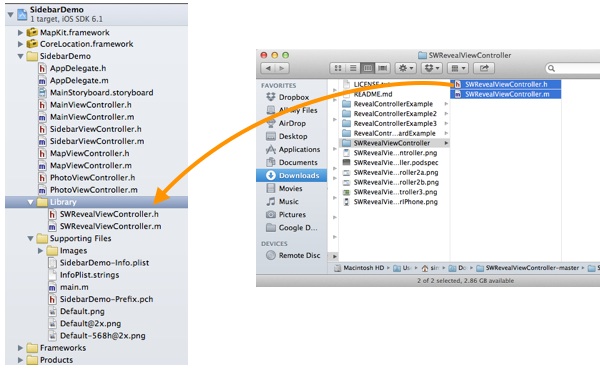 SidebarDemo
1 target, iOS SDK 6.1
MapKit.framework
CoreLocation.framework
SidebarDemo
AppDelegate.h
AppDelegate.m
MainStoryboard.storyboard
MainViewController.h
MainViewController.m
SidebarViewController.h
SidebarViewController.m
MapViewController.h
MapViewController.m
PhotoViewController.h
PhotoViewController.m
Library
SWRevealViewController.h
SWRevealViewController.m
Supporting Files
Images
SidebarDemo-Info.plist
InfoPlist.strings
main.m
SidebarDemo-Prefix.pch
Default.png
Default@2x.png
Default-568h@2x.png
Frameworks
Products
SWRevealViewController
FAVORITES
Dropbox
All My Files
AirDrop
Desktop
Applications
Documents
Downloads
Movies
Music
Pictures
Google D...
DEVICES
Remote Disc
README.md
RevealControllerExample
RevealControllerExample2
RevealControllerExample3
RevealContr...ardExample
SWRevealViewController
SWRevealVie...ntroller.png
SWRevealVie...ller.podspec
SWRevealVie...roller2a.png
SWRevealVie...roller2b.png
SWRevealVie...troller3.png
SWRevealVie...rIPhone.png
SWRevealViewController.h
SWRevealViewController.m
Macintosh HD
SWRevealViewController-master
2 of 2 selected, 2.86 GB available